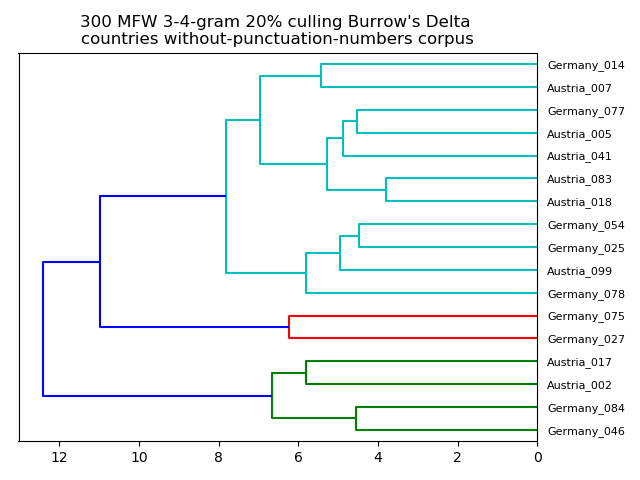 300 MFW 3-4-gram 20% culling Burrow's Delta
countries without-punctuation-numbers corpus
Germany_014
Austria_007
Germany_077
Austria_005
Austria_041
Austria_083
Austria_018
Germany_054
Germany_025
Austria_099
Germany_078
Germany_075
Germany_027
Austria_017
Austria_002
Germany_084
Germany_046
12 10 8 6 4 2 0